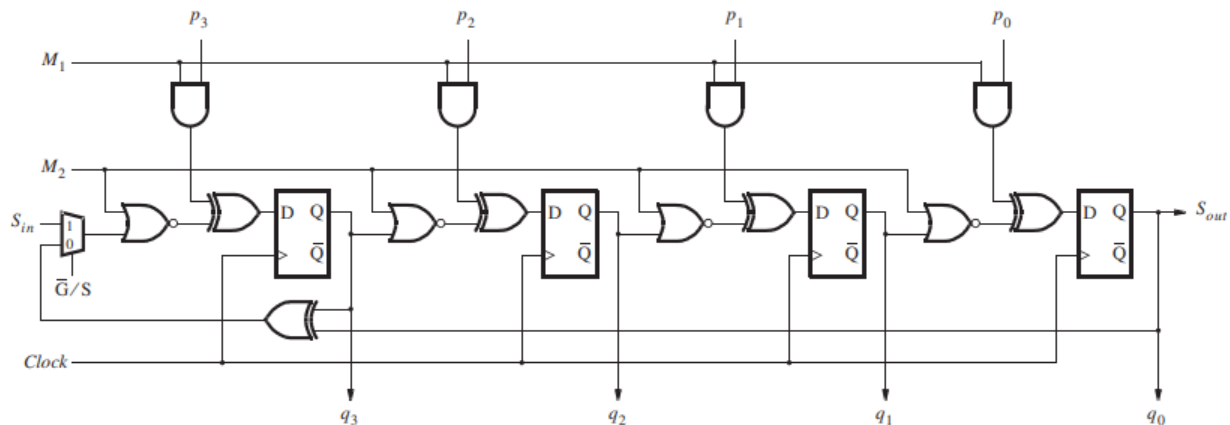 p3 p2 p1 p0
M1
M2
D Q D Q D Q D Q
Sin 1 Sout
0 Q̅ Q̅ Q̅ Q̅
G̅/S
Clock
q3 q2 q1 q0